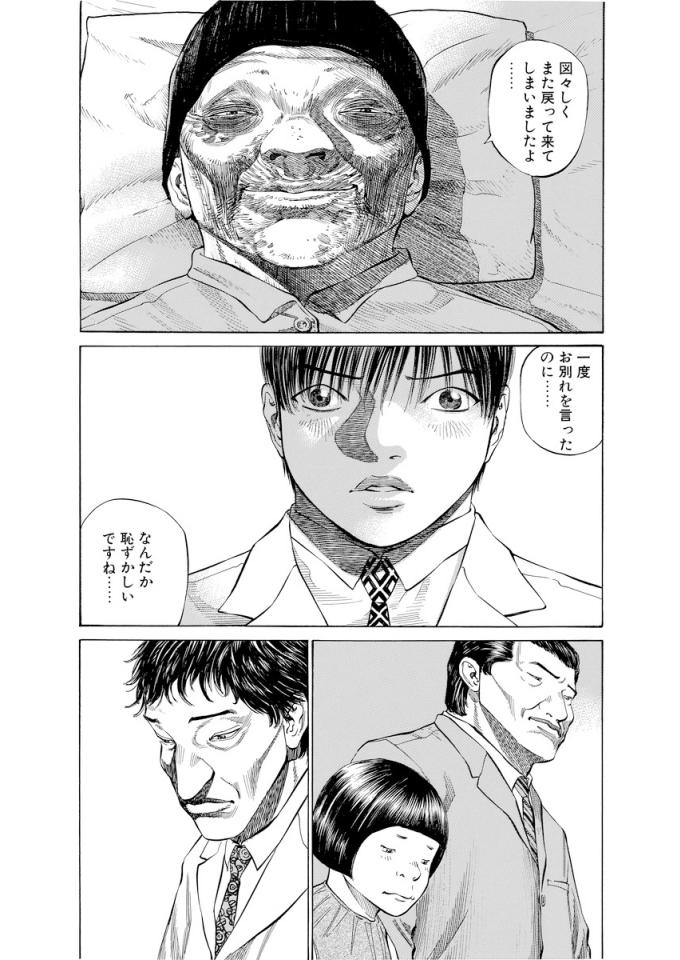 図々しく
また戻って来て
しまいましたよ
……
一度
お別れを言った
のに……
なんだか
恥ずかしい
ですね……